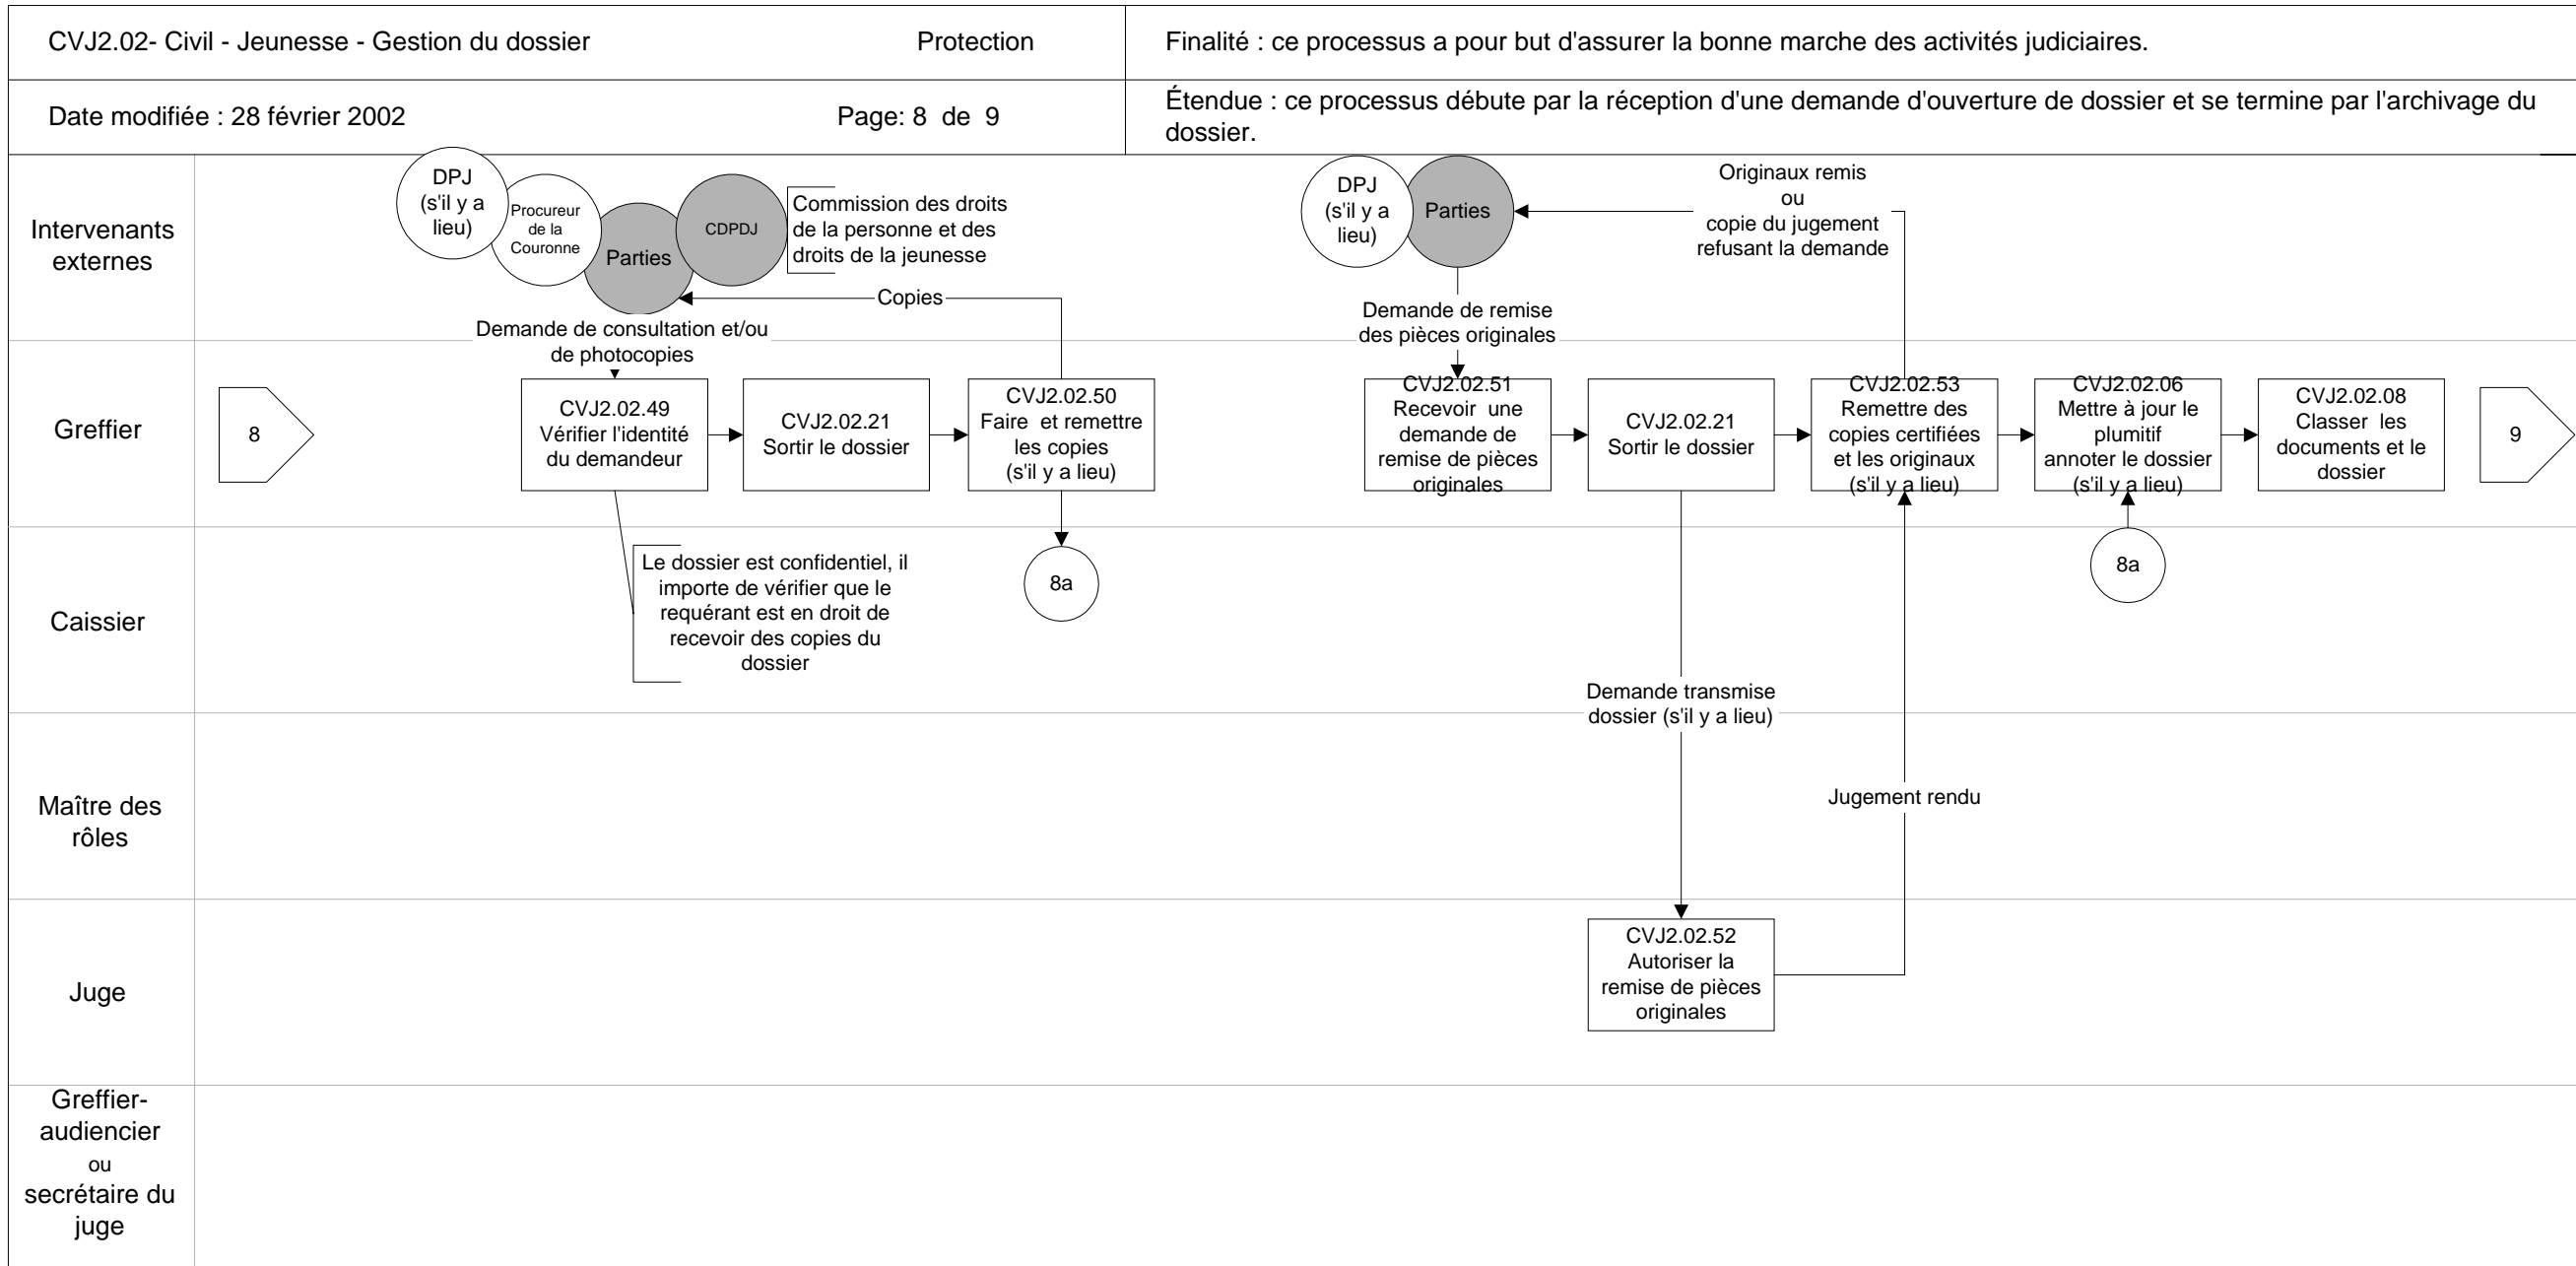 CVJ2.02- Civil - Jeunesse - Gestion du dossier
Protection
Finalité : ce processus a pour but d'assurer la bonne marche des activités judiciaires.
Date modifiée : 28 février 2002
Page: 8 de 9
Étendue : ce processus débute par la réception d'une demande d'ouverture de dossier et se termine par l'archivage du
dossier.
Intervenants
externes
DPJ
(s'il y a
lieu)
Procureur
de la
Couronne
Parties
CDPDJ
Commission des droits
de la personne et des
droits de la jeunesse
Copies
Demande de consultation et/ou
de photocopies
DPJ
(s'il y a
lieu)
Parties
Originaux remis
ou
copie du jugement
refusant la demande
Demande de remise
des pièces originales
Greffier
8
CVJ2.02.49
Vérifier l'identité
du demandeur
CVJ2.02.21
Sortir le dossier
CVJ2.02.50
Faire et remettre
les copies
(s'il y a lieu)
CVJ2.02.51
Recevoir une
demande de
remise de pièces
originales
CVJ2.02.21
Sortir le dossier
CVJ2.02.53
Remettre des
copies certifiées
et les originaux
(s'il y a lieu)
CVJ2.02.06
Mettre à jour le
plumitif
annoter le dossier
(s'il y a lieu)
CVJ2.02.08
Classer les
documents et le
dossier
9
Caissier
Le dossier est confidentiel, il
importe de vérifier que le
requérant est en droit de
recevoir des copies du
dossier
8a
8a
Demande transmise
dossier (s'il y a lieu)
Maître des
rôles
Jugement rendu
Juge
CVJ2.02.52
Autoriser la
remise de pièces
originales
Greffier-
audiencier
ou
secrétaire du
juge